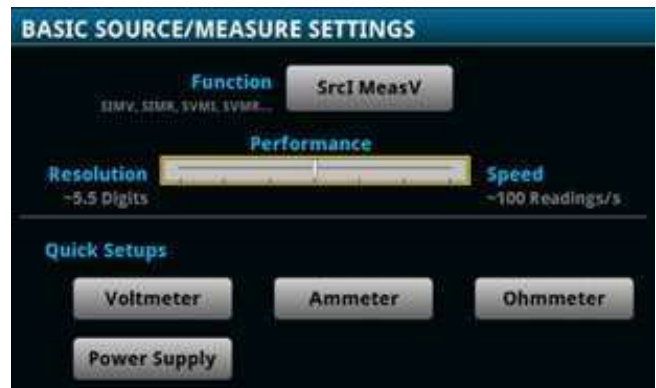 BASIC SOURCE/MEASURE SETTINGS
Function
SrcI MeasV
SIMV, SIMR, SVMI, SVMR...
Performance
Resolution
~5.5 Digits
Speed
~100 Readings/s
Quick Setups
Voltmeter
Ammeter
Ohmmeter
Power Supply